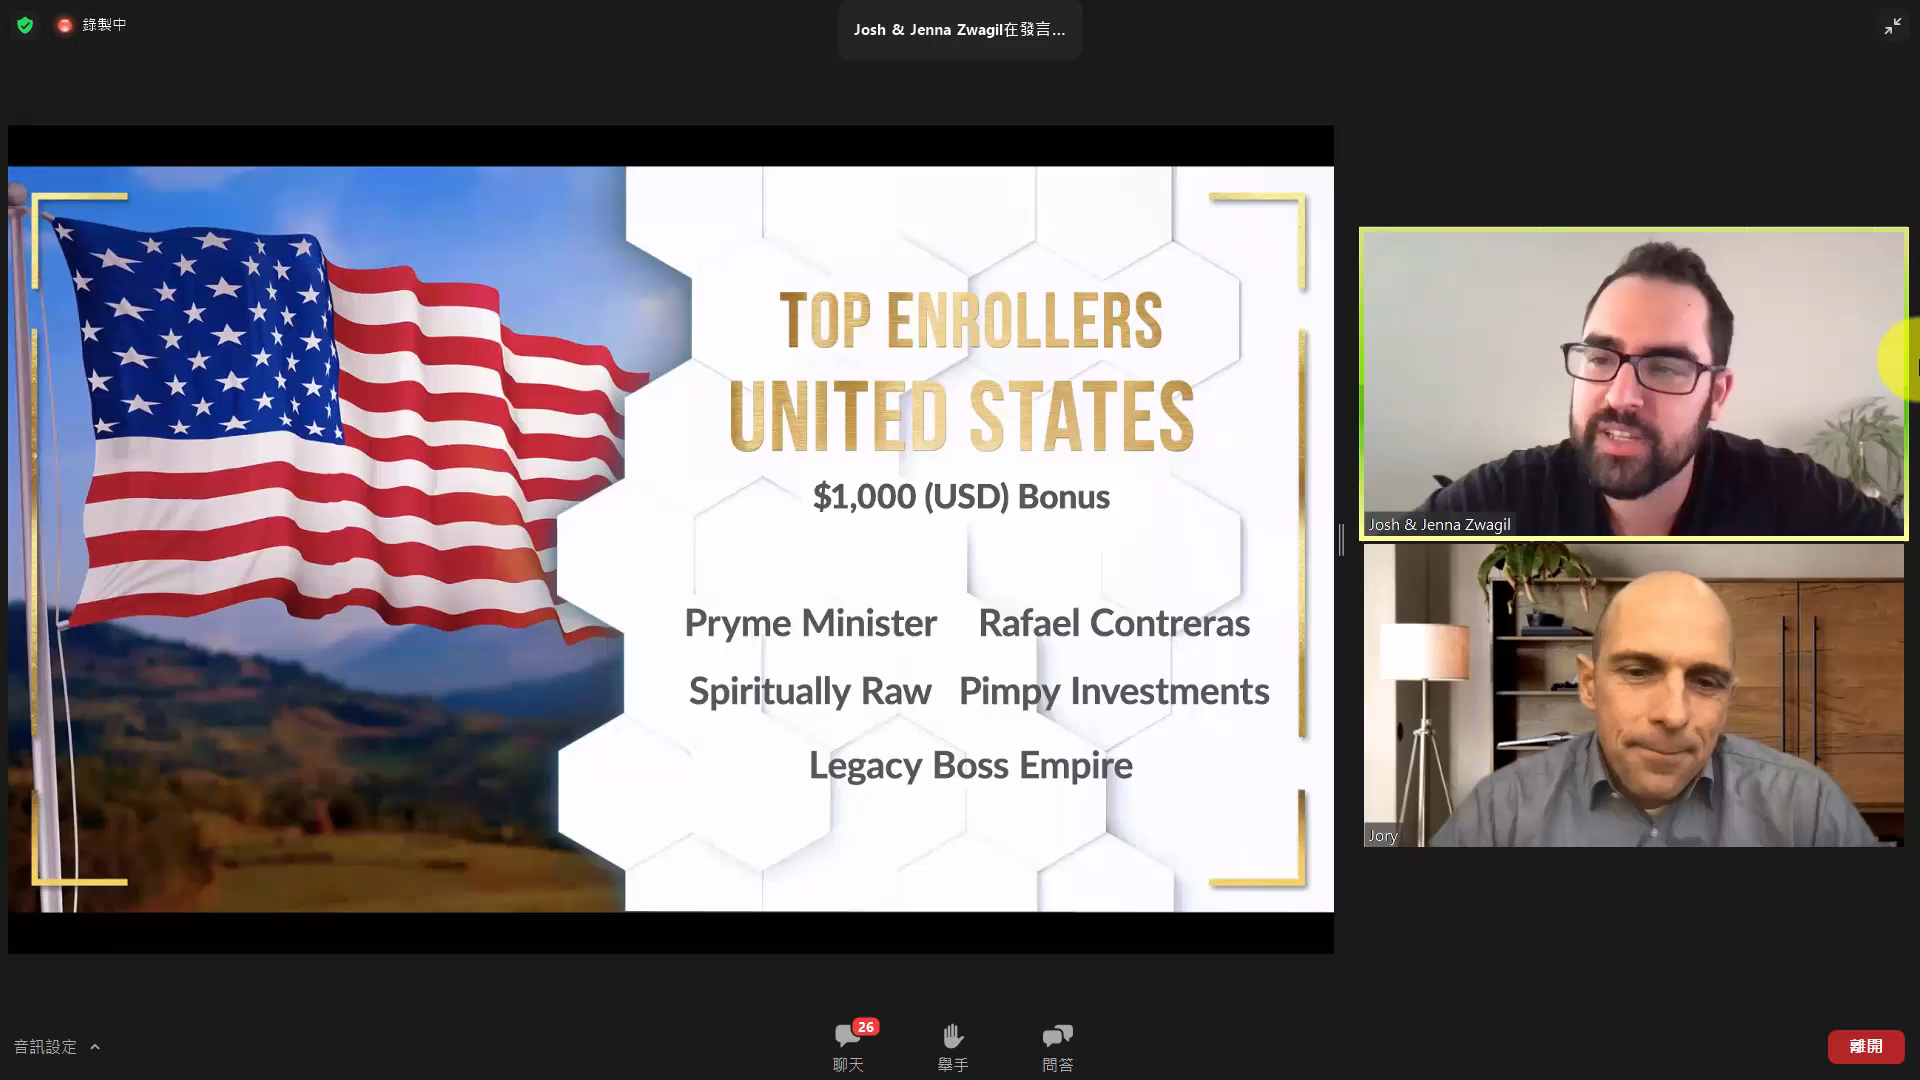 錄製中
Josh & Jenna Zwagil在發言...
TOP ENROLLERS
UNITED STATES
$1,000 (USD) Bonus
Pryme Minister Rafael Contreras
Spiritually Raw Pimpy Investments
Legacy Boss Empire
Josh & Jenna Zwagil
Jory
音訊設定
26
聊天
舉手
問答
離開